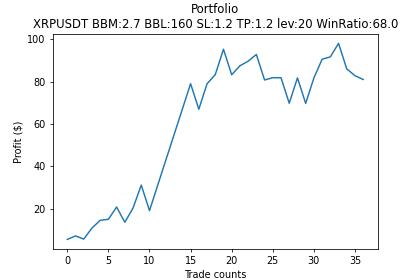 Portfolio
XRPUSDT BBM:2.7 BBL:160 SL:1.2 TP:1.2 lev:20 WinRatio:68.0
100
80
60
40
20
Profit ($)
0 5 10 15 20 25 30 35
Trade counts